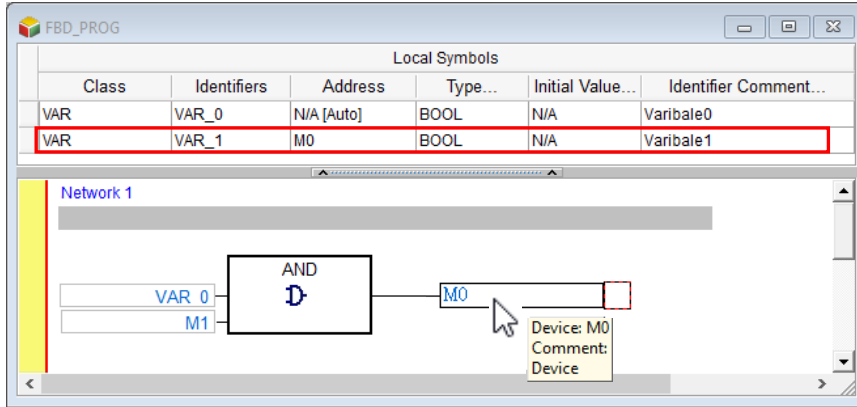 FBD_PROG
Local Symbols
Class Identifiers Address Type... Initial Value... Identifier Comment...
VAR VAR_0 N/A [Auto] BOOL N/A Varibale0
VAR VAR_1 M0 BOOL N/A Varibale1
Network 1
AND
VAR_0
M0
M1
Device: M0
Comment:
Device